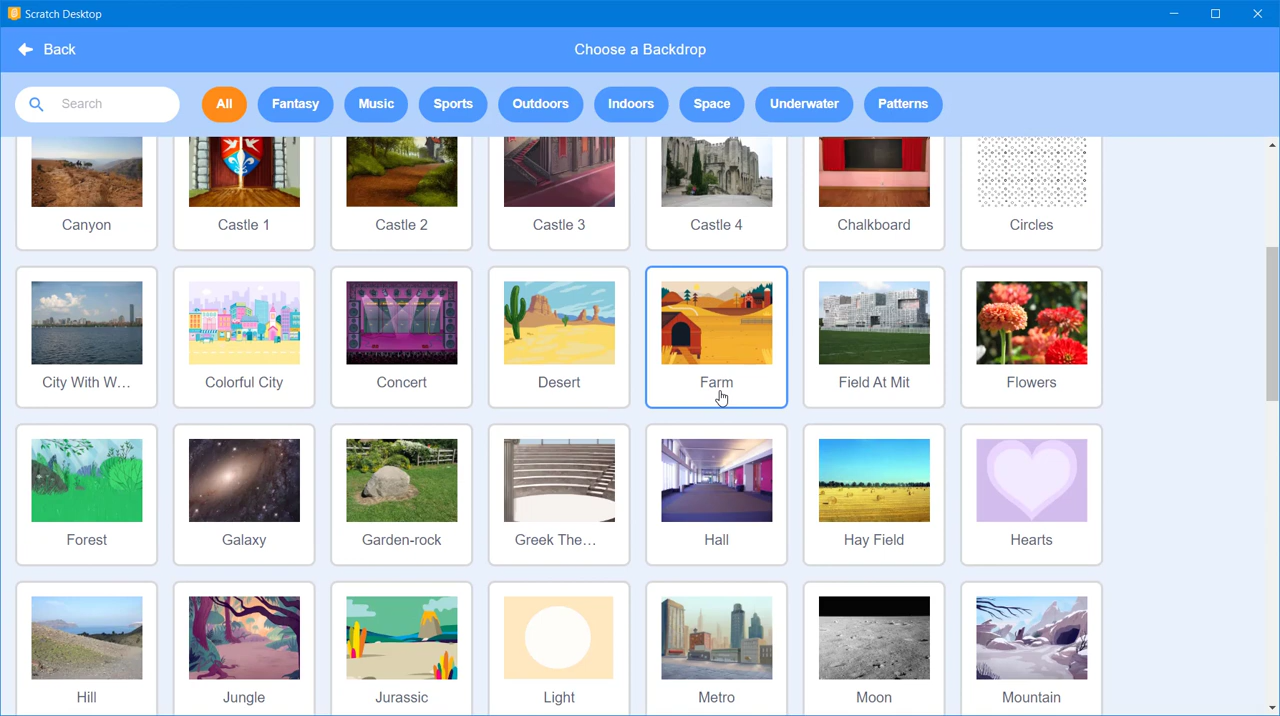 Scratch Desktop
Back
Choose a Backdrop
Search
All
Fantasy
Music
Sports
Outdoors
Indoors
Space
Underwater
Patterns
Canyon
Castle 1
Castle 2
Castle 3
Castle 4
Chalkboard
Circles
City With W...
Colorful City
Concert
Desert
Farm
Field At Mit
Flowers
Forest
Galaxy
Garden-rock
Greek The...
Hall
Hay Field
Hearts
Hill
Jungle
Jurassic
Light
Metro
Moon
Mountain